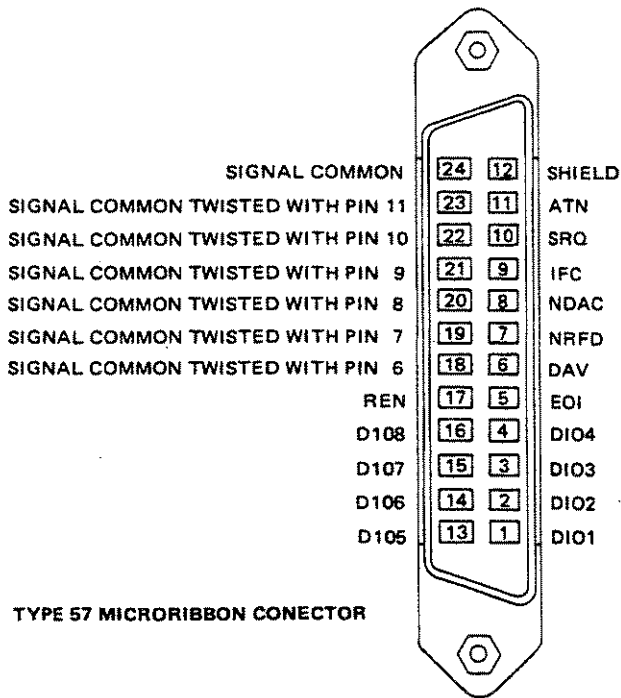 SIGNAL COMMON 24 12 SHIELD
SIGNAL COMMON TWISTED WITH PIN 11 23 11 ATN
SIGNAL COMMON TWISTED WITH PIN 10 22 10 SRQ
SIGNAL COMMON TWISTED WITH PIN 9 21 9 IFC
SIGNAL COMMON TWISTED WITH PIN 8 20 8 NDAC
SIGNAL COMMON TWISTED WITH PIN 7 19 7 NRFD
SIGNAL COMMON TWISTED WITH PIN 6 18 6 DAV
REN 17 5 EOI
D108 16 4 DIO4
D107 15 3 DIO3
D106 14 2 DIO2
D105 13 1 DIO1
TYPE 57 MICRORIBBON CONECTOR